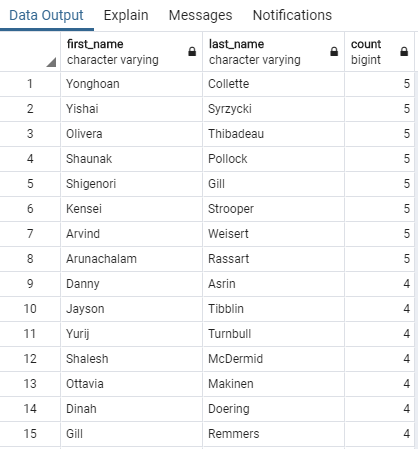 Data Output Explain Messages Notifications
first_name last_name count
character varying character varying bigint
1 Yonghoan Collette 5
2 Yishai Syrzycki 5
3 Olivera Thibadeau 5
4 Shaunak Pollock 5
5 Shigenori Gill 5
6 Kensei Strooper 5
7 Arvind Weisert 5
8 Arunachalam Rassart 5
9 Danny Asrin 4
10 Jayson Tibblin 4
11 Yurij Turnbull 4
12 Shalesh McDermid 4
13 Ottavia Makinen 4
14 Dinah Doering 4
15 Gill Remmers 4